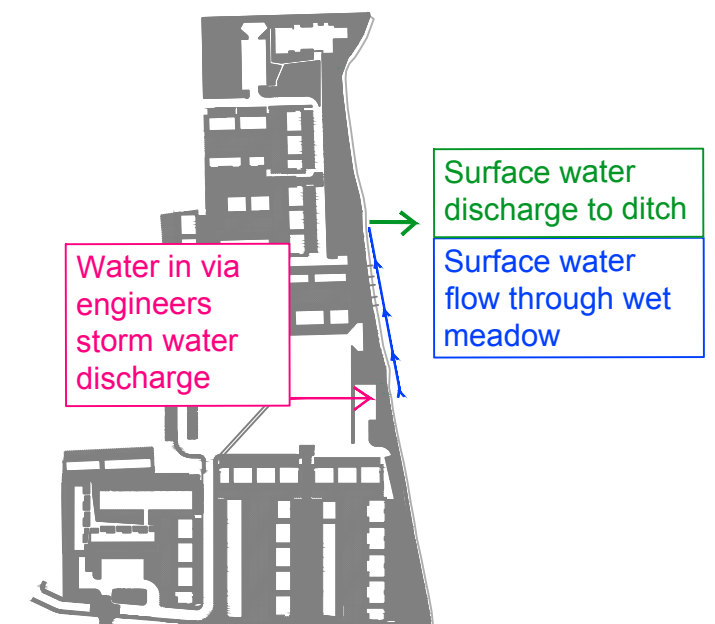 Surface water
discharge to ditch
Surface water
flow through wet
meadow
Water in via
engineers
storm water
discharge